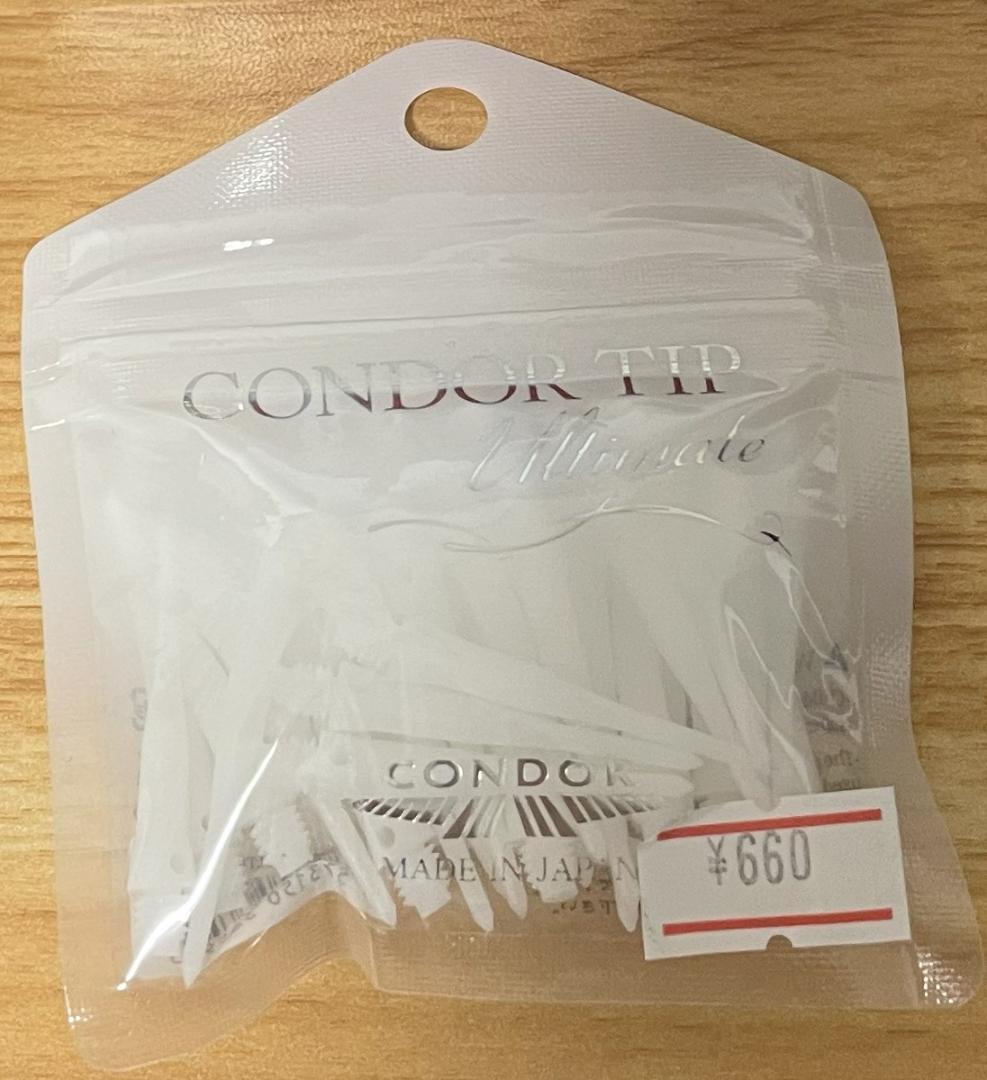 CONDOR TIP
Ultimate
CONDOR
MADE IN JAPAN
¥660